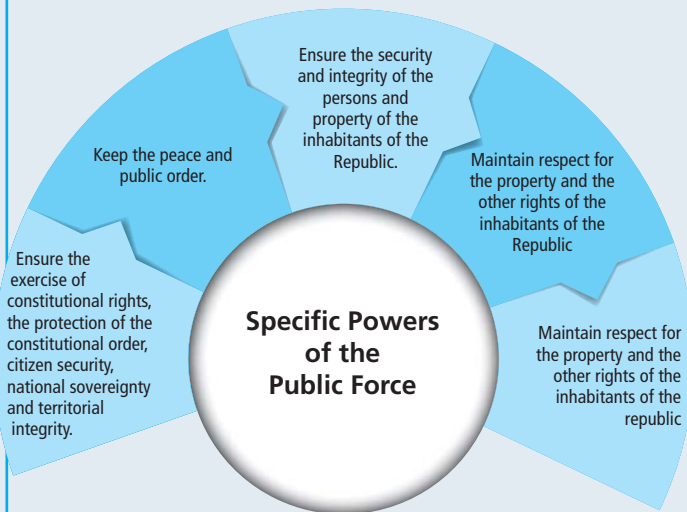 Ensure the
exercise of
constitutional rights,
the protection of the
constitutional order,
citizen security,
national sovereignty
and territorial
integrity.
Keep the peace and
public order.
Ensure the security
and integrity of the
persons and
property of the
inhabitants of the
Republic.
Maintain respect for
the property and the
other rights of the
inhabitants of the
Republic
Maintain respect for
the property and the
other rights of the
inhabitants of the
republic
Specific Powers
of the
Public Force